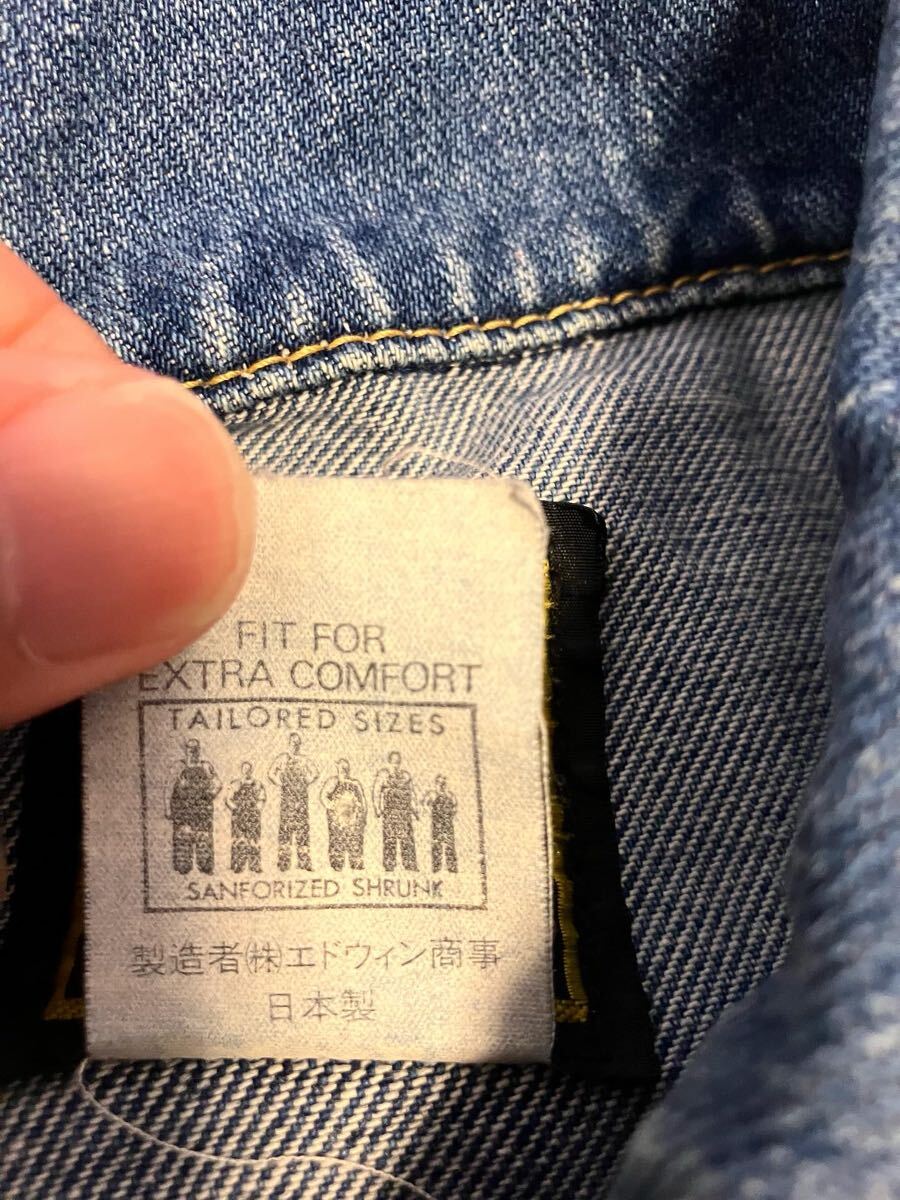 FIT FOR
EXTRA COMFORT
TAILORED SIZES
SANFORIZED SHRUNK
製造者㈱エドウィン商事
日本製